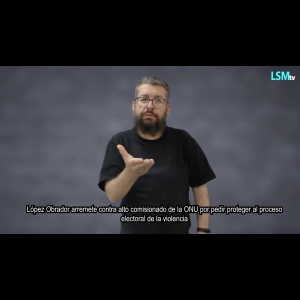 LSMtv
López Obrador arremete contra alto comisionado de la ONU por pedir proteger al proceso
electoral de la violencia